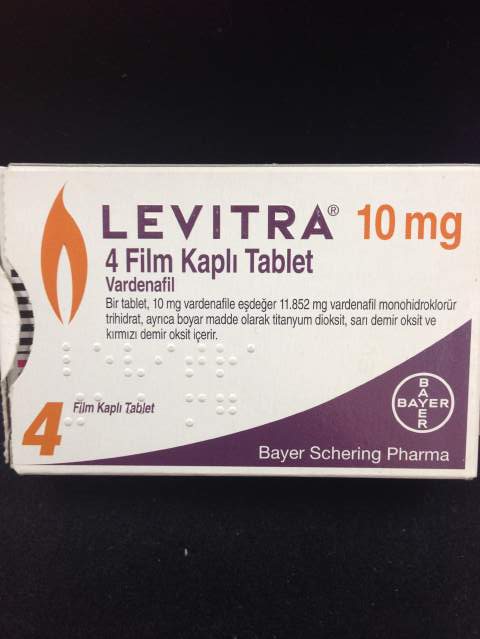 LEVITRA® 10 mg
4 Film Kaplı Tablet
Vardenafil
Bir tablet, 10 mg vardenafile eşdeğer 11.852 mg vardenafil monohidroklorür
trihidrat, ayrıca boyar madde olarak titanyum dioksit, sarı demir oksit ve
kırmızı demir oksit içerir.
4 Film Kaplı Tablet
BAYER
BAYER
Bayer Schering Pharma